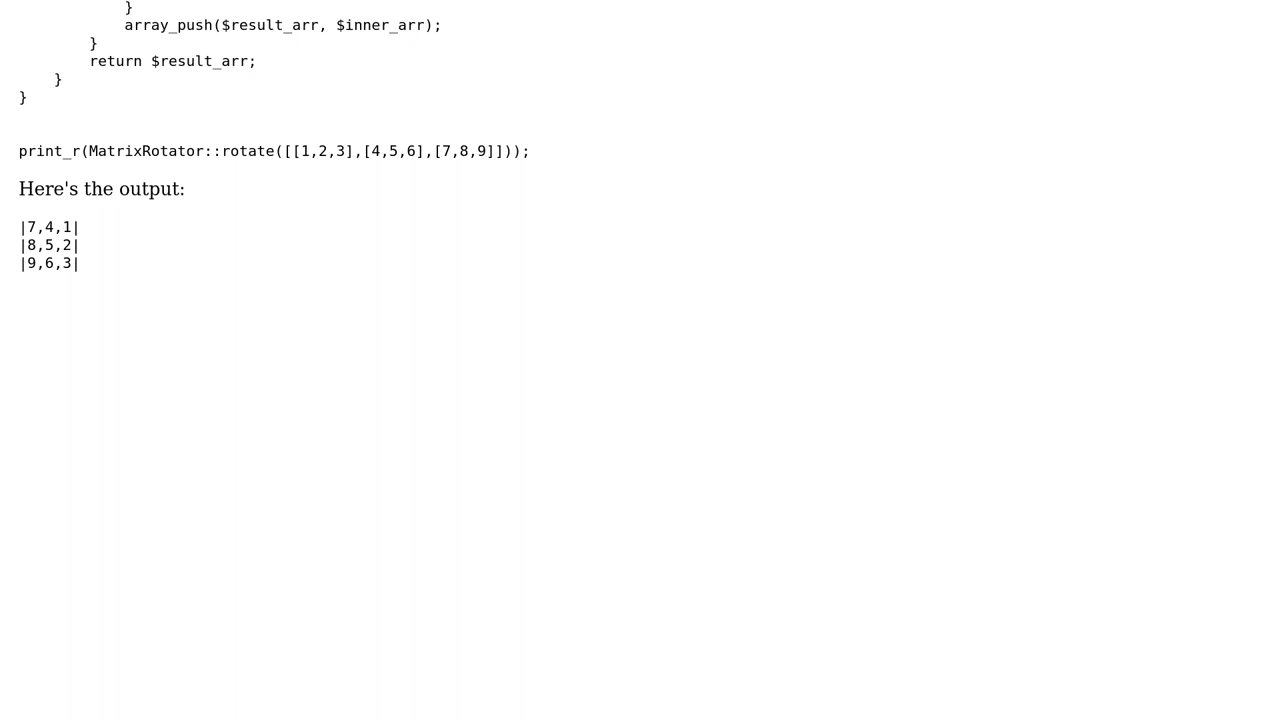 }
            array_push($result_arr, $inner_arr);
        }
        return $result_arr;
    }
}
print_r(MatrixRotator::rotate([[1,2,3],[4,5,6],[7,8,9]]));
Here's the output:
|7,4,1|
|8,5,2|
|9,6,3|